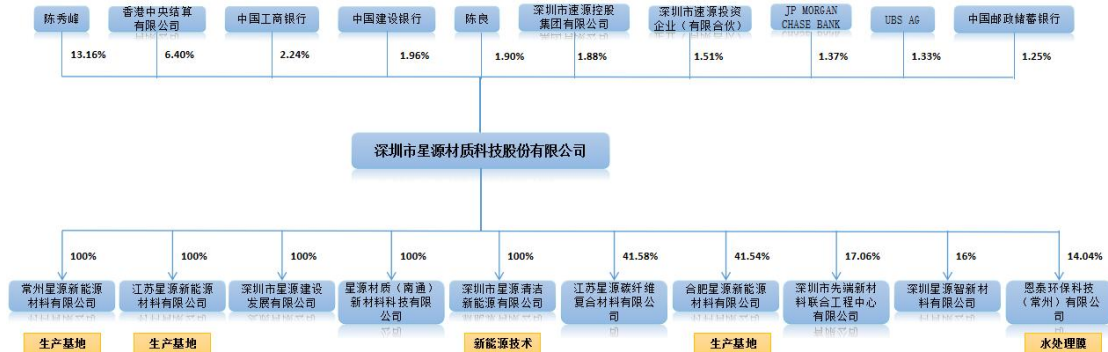 陈秀峰
香港中央结算
有限公司
中国工商银行
中国建设银行
陈良
深圳市速源控股
集团有限公司
深圳市速源投资
企业（有限合伙）
JP MORGAN
CHASE BANK
UBS AG
中国邮政储蓄银行
13.16%
6.40%
2.24%
1.96%
1.90%
1.88%
1.51%
1.37%
1.33%
1.25%
深圳市星源材质科技股份有限公司
100%
100%
100%
100%
100%
41.58%
41.54%
17.06%
16%
14.04%
常州星源新能源
材料有限公司
江苏星源新能源
材料有限公司
深圳市星源建设
发展有限公司
星源材质（南通）
新材料科技有限
公司
深圳市星源清洁
新能源有限公司
江苏星源碳纤维
复合材料有限公
司
合肥星源新能源
材料有限公司
深圳市先端新材
料联合工程中心
有限公司
深圳星源智新材
料有限公司
恩泰环保科技
（常州）有限公
司
生产基地
生产基地
新能源技术
生产基地
水处理膜